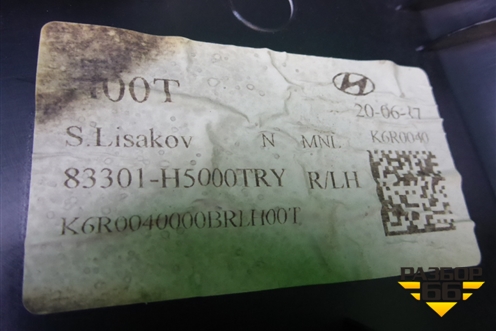 00T
20-06-17
S.Lisakov N MNL K6R0040
83301-H5000TRY R/LH
K6R0040000BRLH00T
РАЗБОР
66